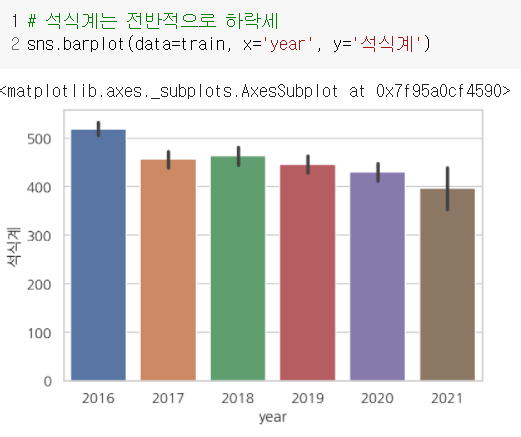 1 # 석식계는 전반적으로 하락세
2 sns.barplot(data=train, x='year', y='석식계')
<matplotlib.axes._subplots.AxesSubplot at 0x7f95a0cf4590>
500
400
300
200
100
0
석식계
2016 2017 2018 2019 2020 2021
year